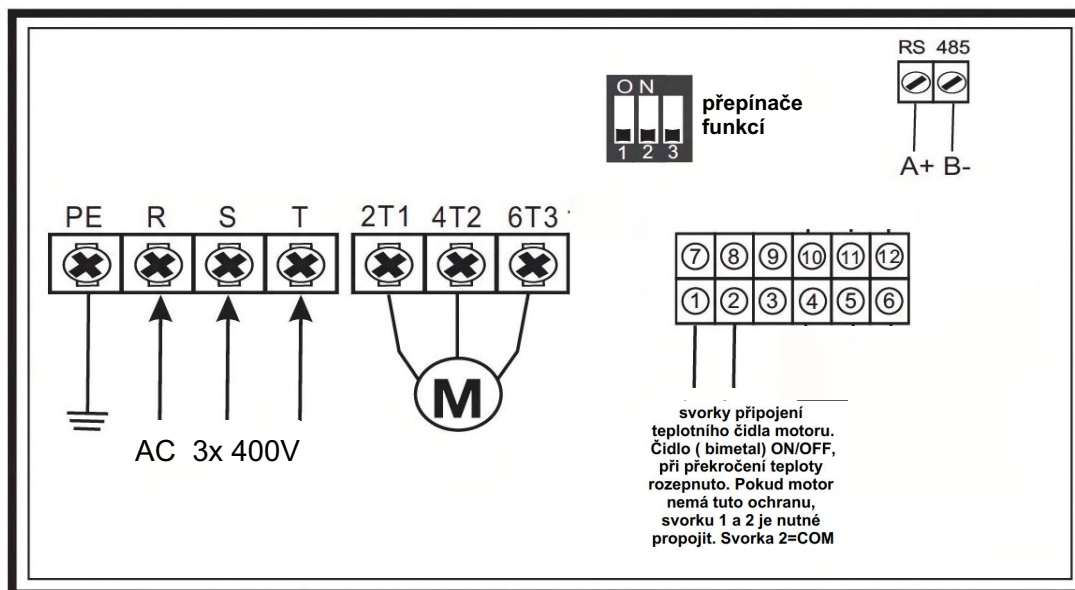 RS 485
ON
1 2 3
přepínače
funkcí
A+ B-
PE R S T 2T1 4T2 6T3
7 8 9 10 11 12
1 2 3 4 5 6
M
AC 3x 400V
svorky připojení
teplotního čidla motoru.
Čidlo ( bimetal) ON/OFF,
při překročení teploty
rozepnuto. Pokud motor
nemá tuto ochranu,
svorku 1 a 2 je nutné
propojit. Svorka 2=COM